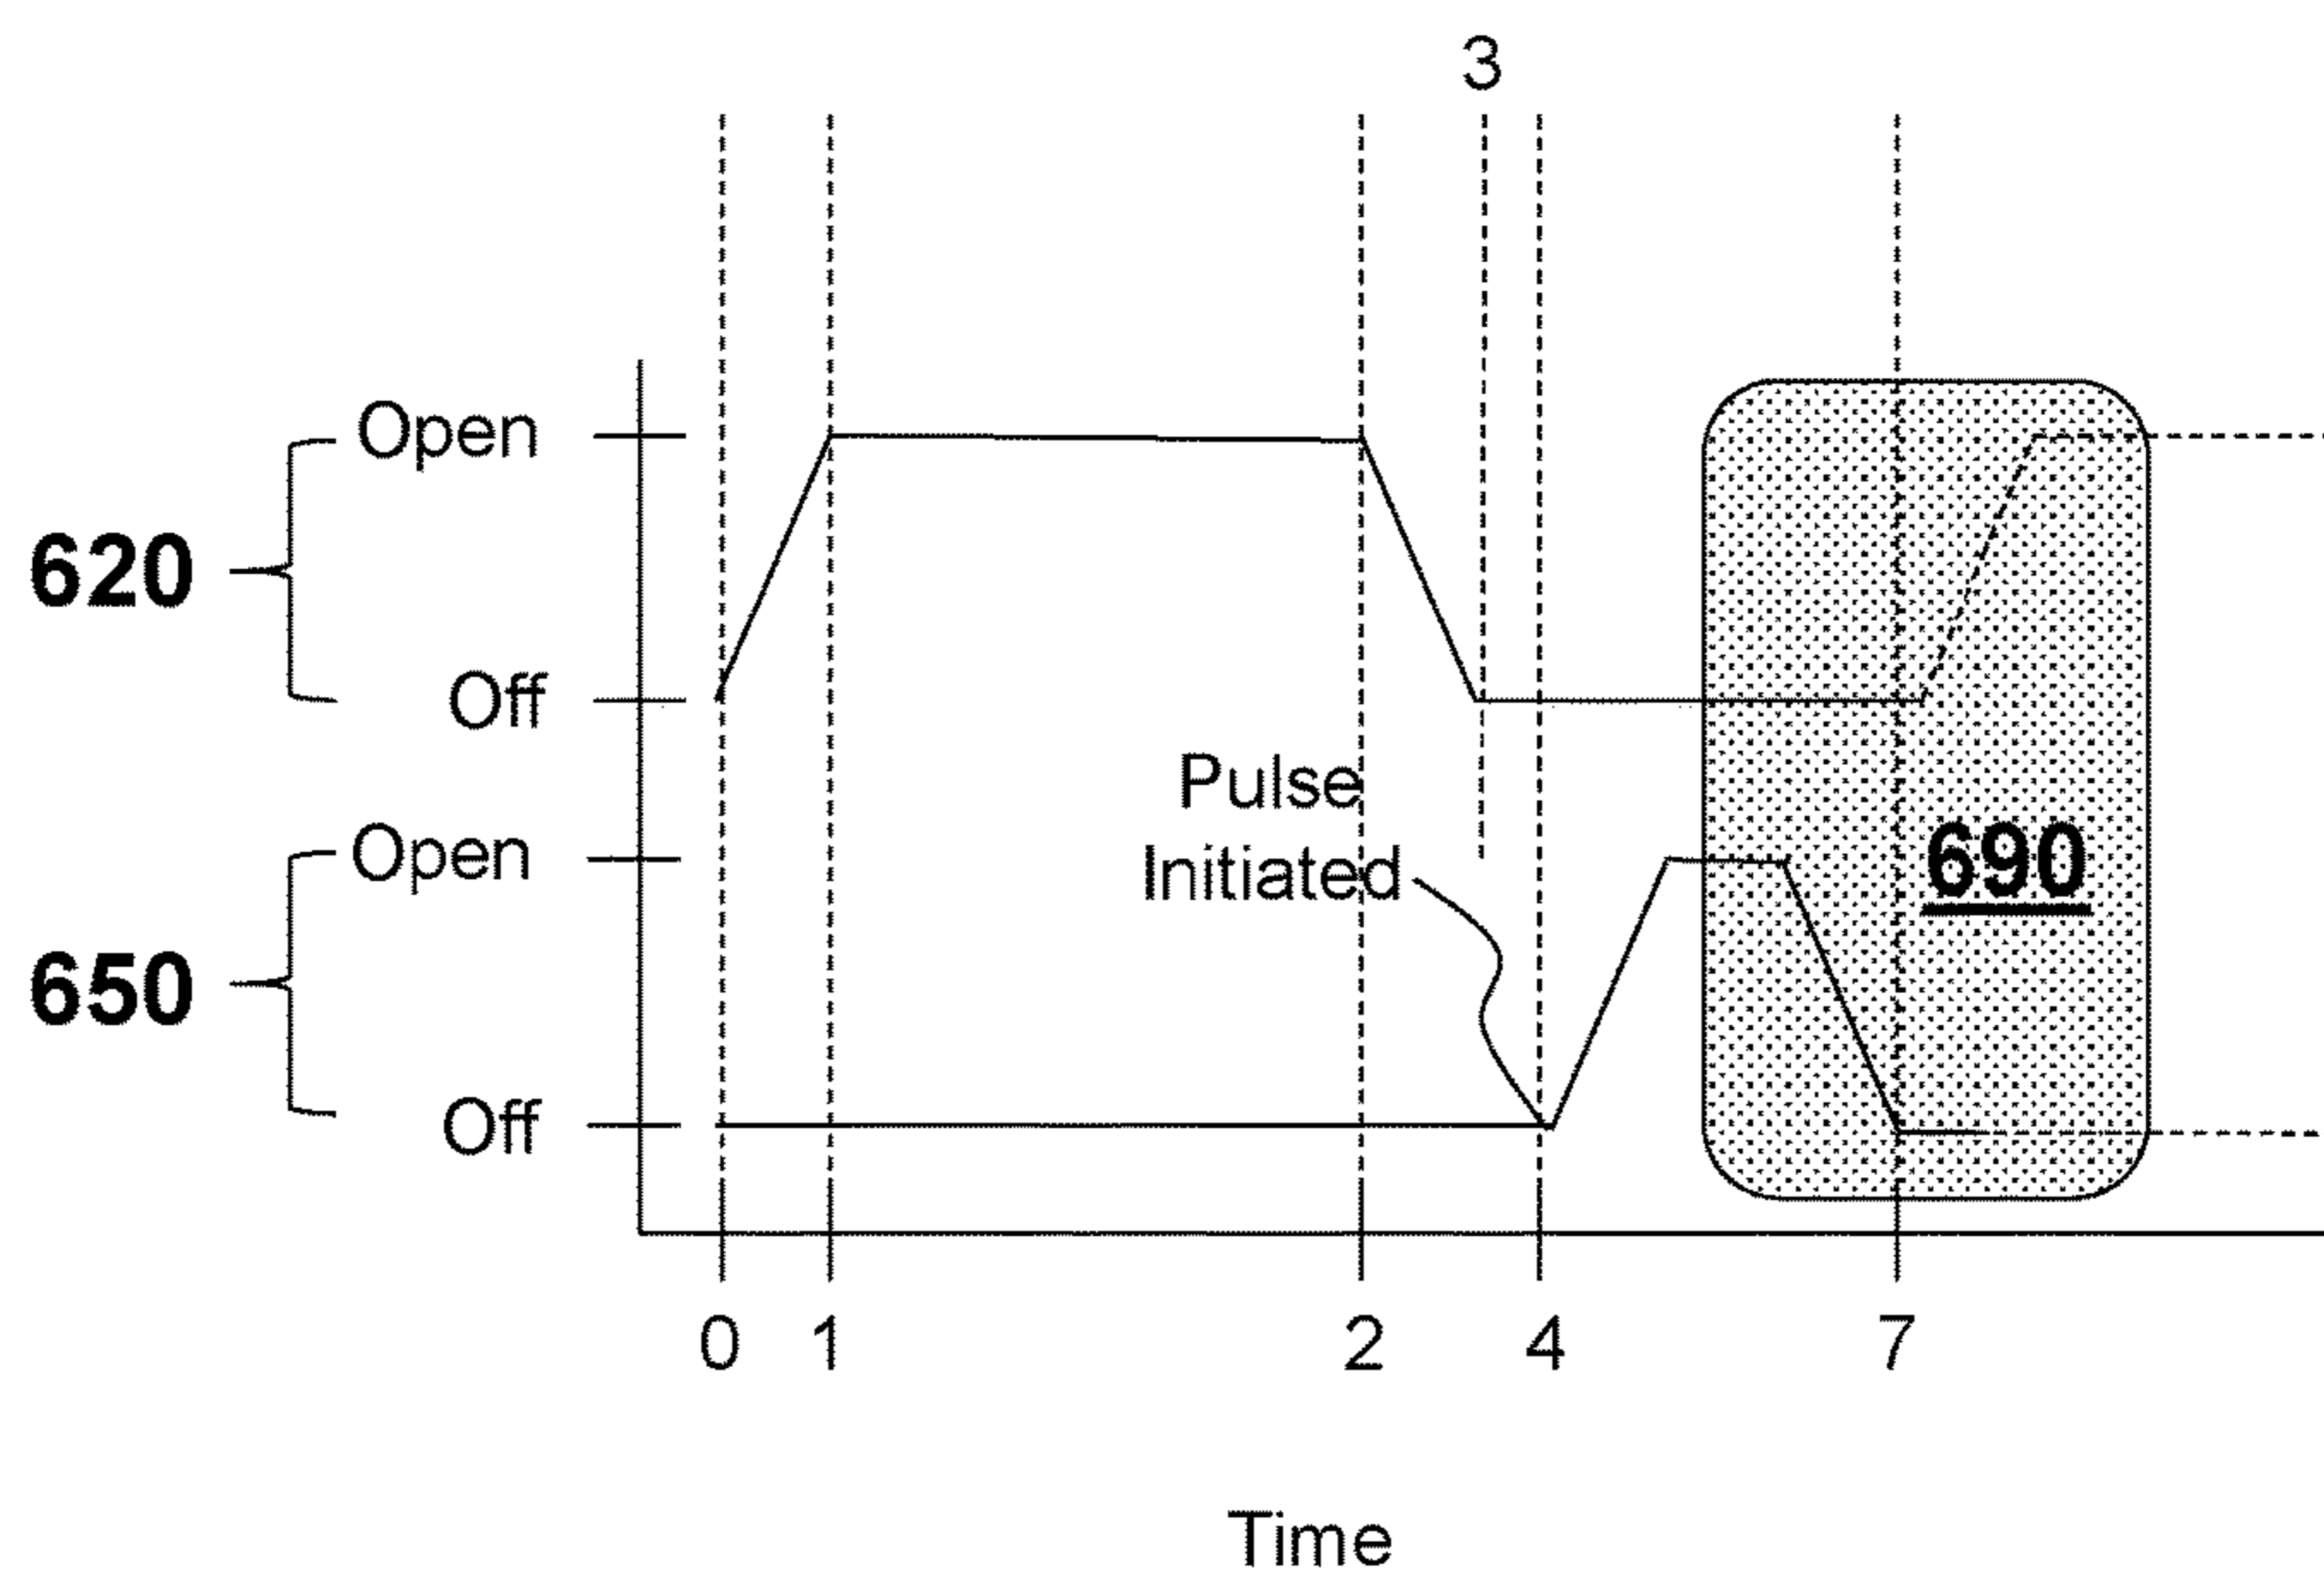 3
Open
620
Off
Pulse
Initiated
Open
690
650
Off
0 1 2 4 7
Time